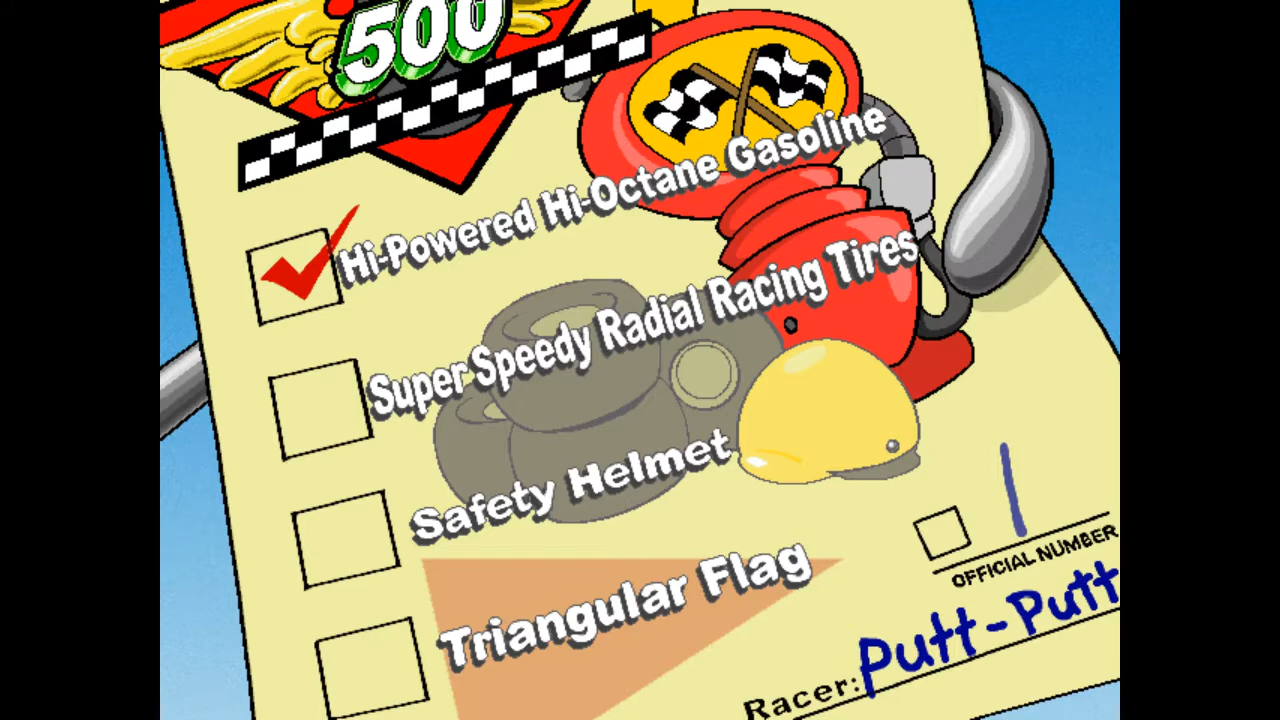 500
Hi-Powered Hi-Octane Gasoline
Super Speedy Radial Racing Tires
Safety Helmet
Triangular Flag
1
OFFICIAL NUMBER
Racer: Putt-Putt